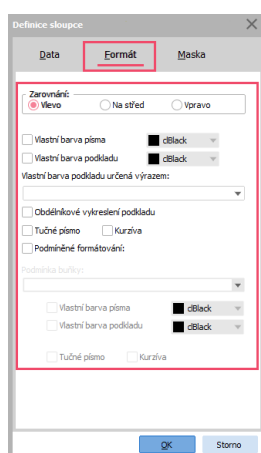 Definice sloupce
Data Formát Maska
Zarovnání:
Vlevo Na střed Vpravo
Vlastní barva písma clBlack
Vlastní barva podkladu clBlack
Vlastní barva podkladu určená výrazem:
Obdélníkové vykreslení podkladu
Tučné písmo Kurzíva
Podmíněné formátování:
Podmínka buňky:
Vlastní barva písma clBlack
Vlastní barva podkladu clBlack
Tučné písmo Kurzíva
OK Storno